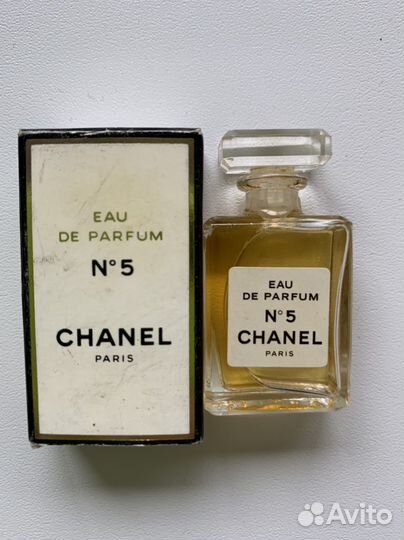 EAU
DE PARFUM
N°5
CHANEL
PARIS
EAU
DE PARFUM
N°5
CHANEL
PARIS
Avito